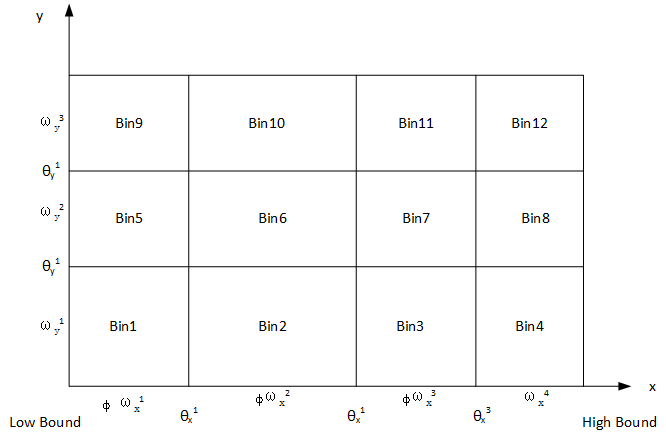 y
ω_y^3 Bin9 Bin10 Bin11 Bin12
θ_y^1
ω_y^2 Bin5 Bin6 Bin7 Bin8
θ_y^1
ω_y^1 Bin1 Bin2 Bin3 Bin4
x
ϕ ω_x^1 ϕ ω_x^2 ϕ ω_x^3 ω_x^4
Low Bound θ_x^1 θ_x^1 θ_x^3 High Bound